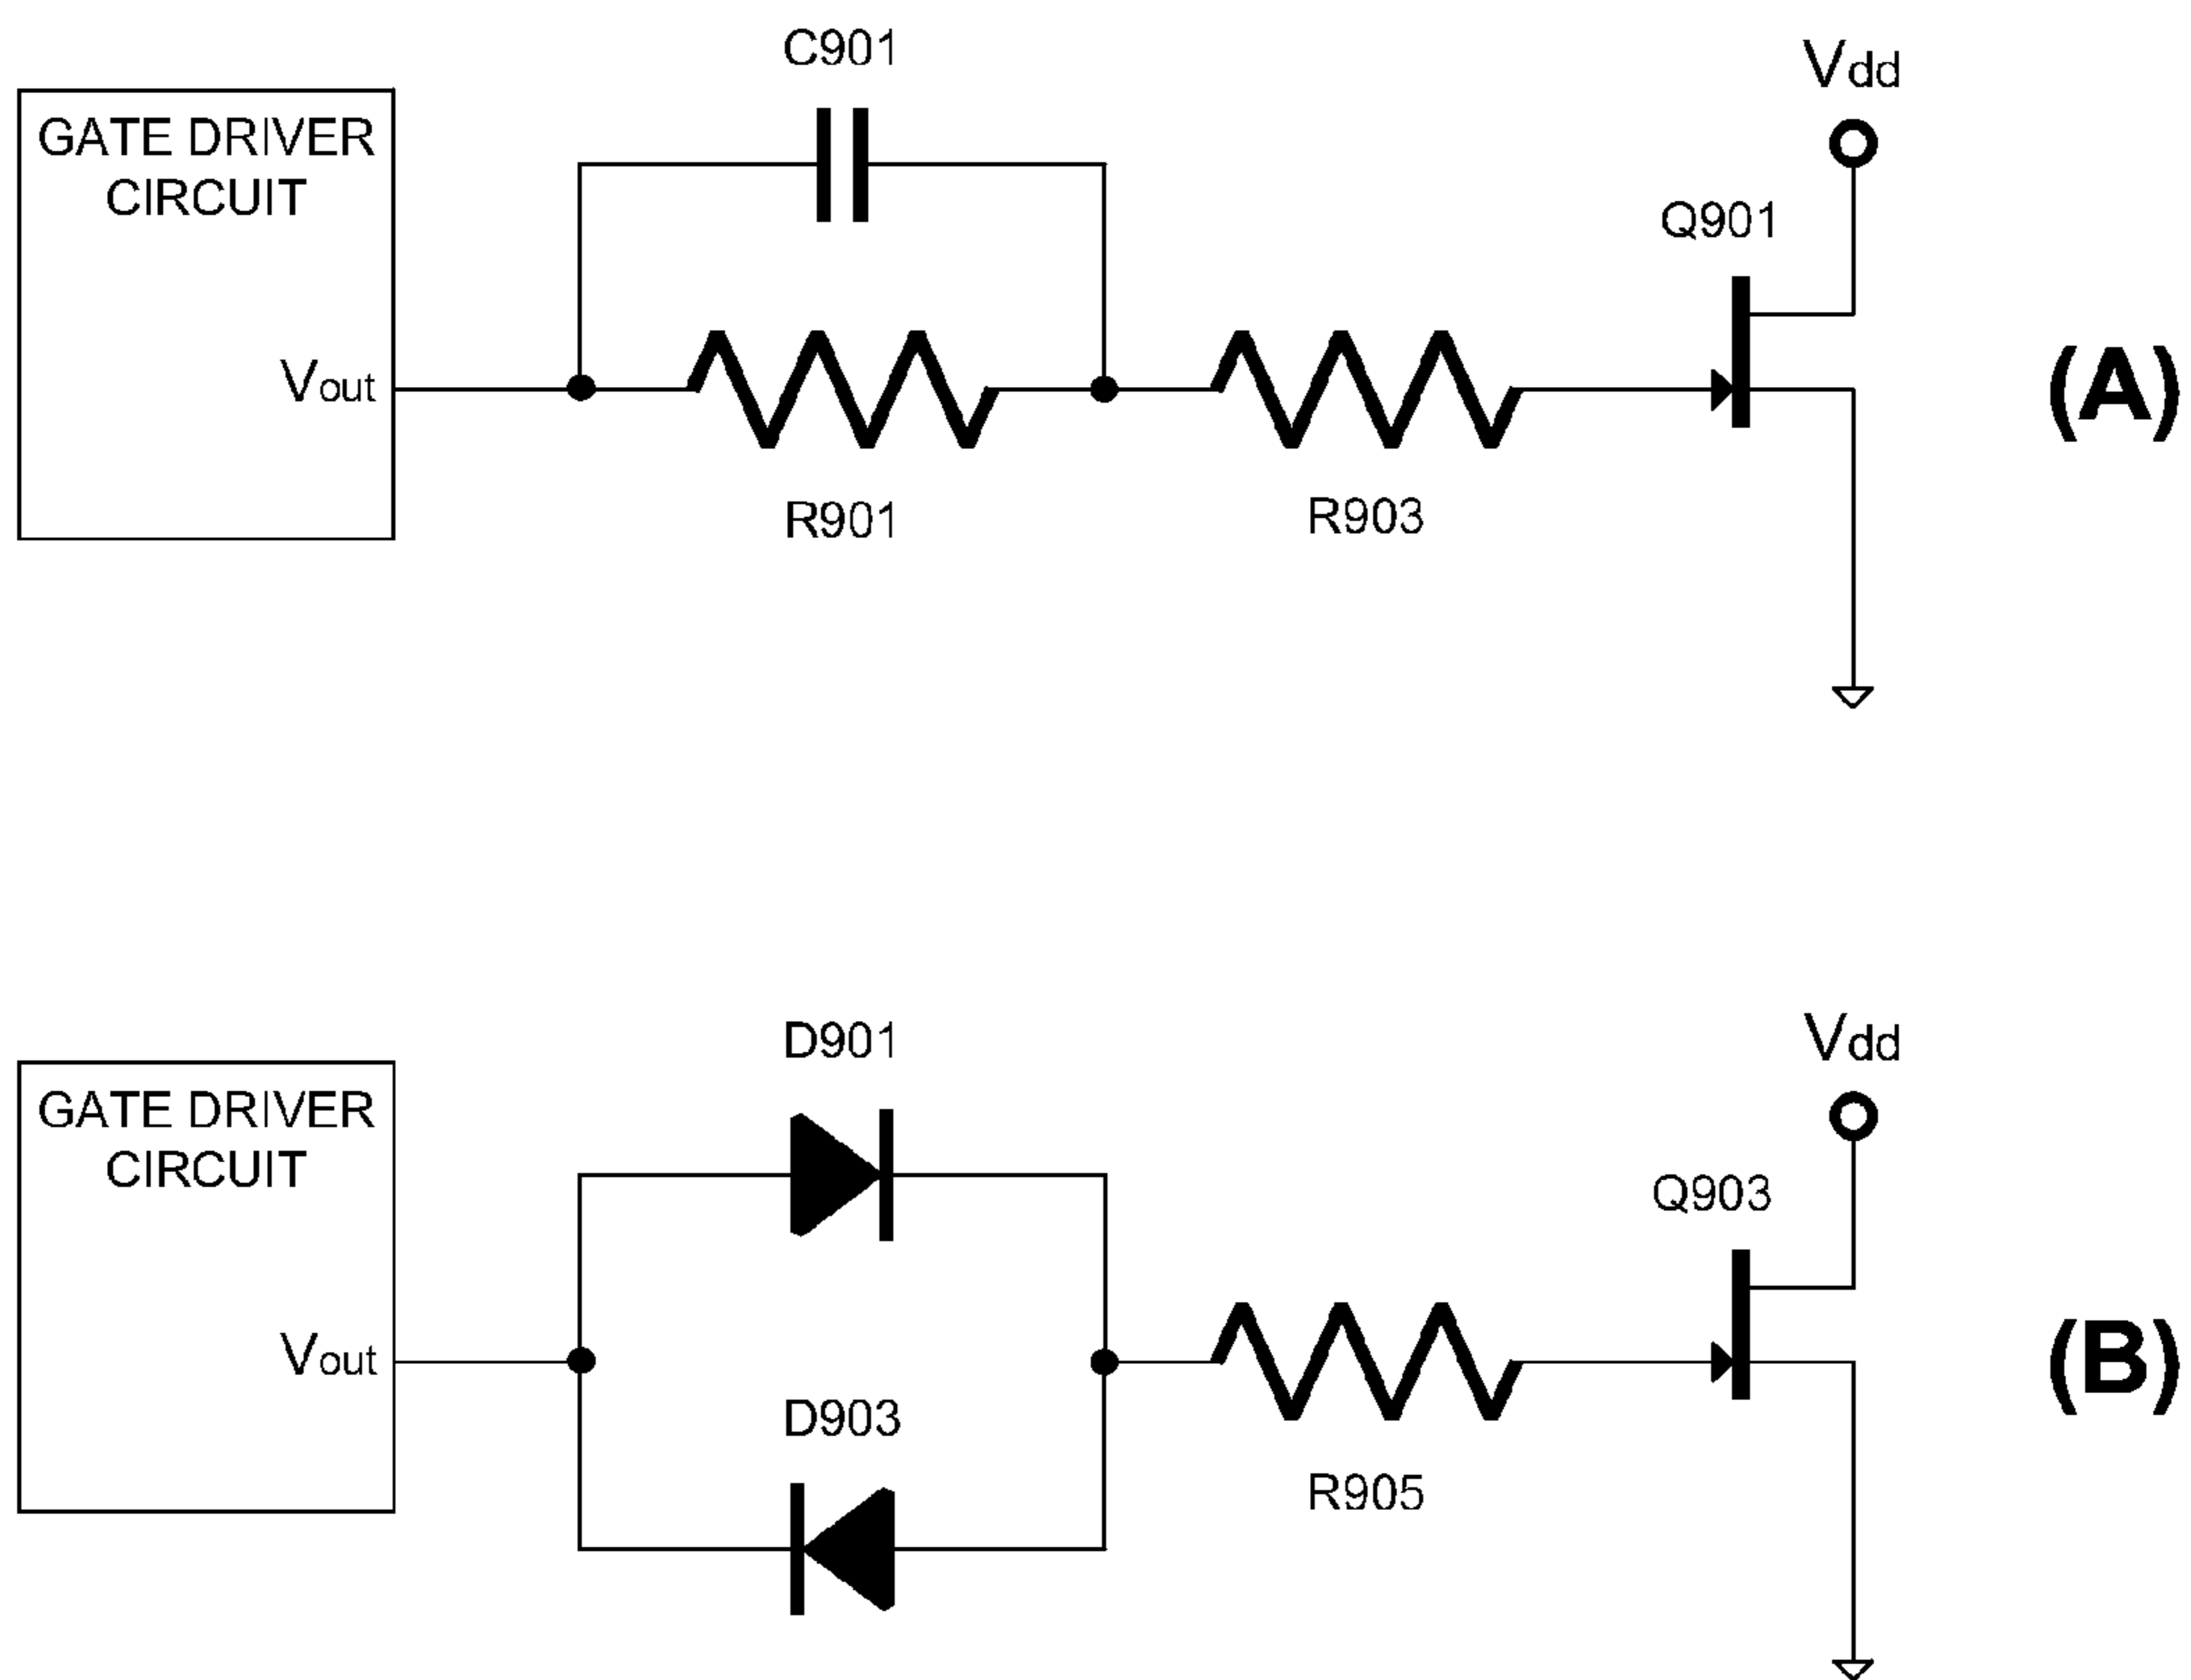 C901
Vdd
GATE DRIVER
CIRCUIT
Q901
Vout
(A)
R901
R903
D901
Vdd
GATE DRIVER
CIRCUIT
Q903
Vout
(B)
D903
R905